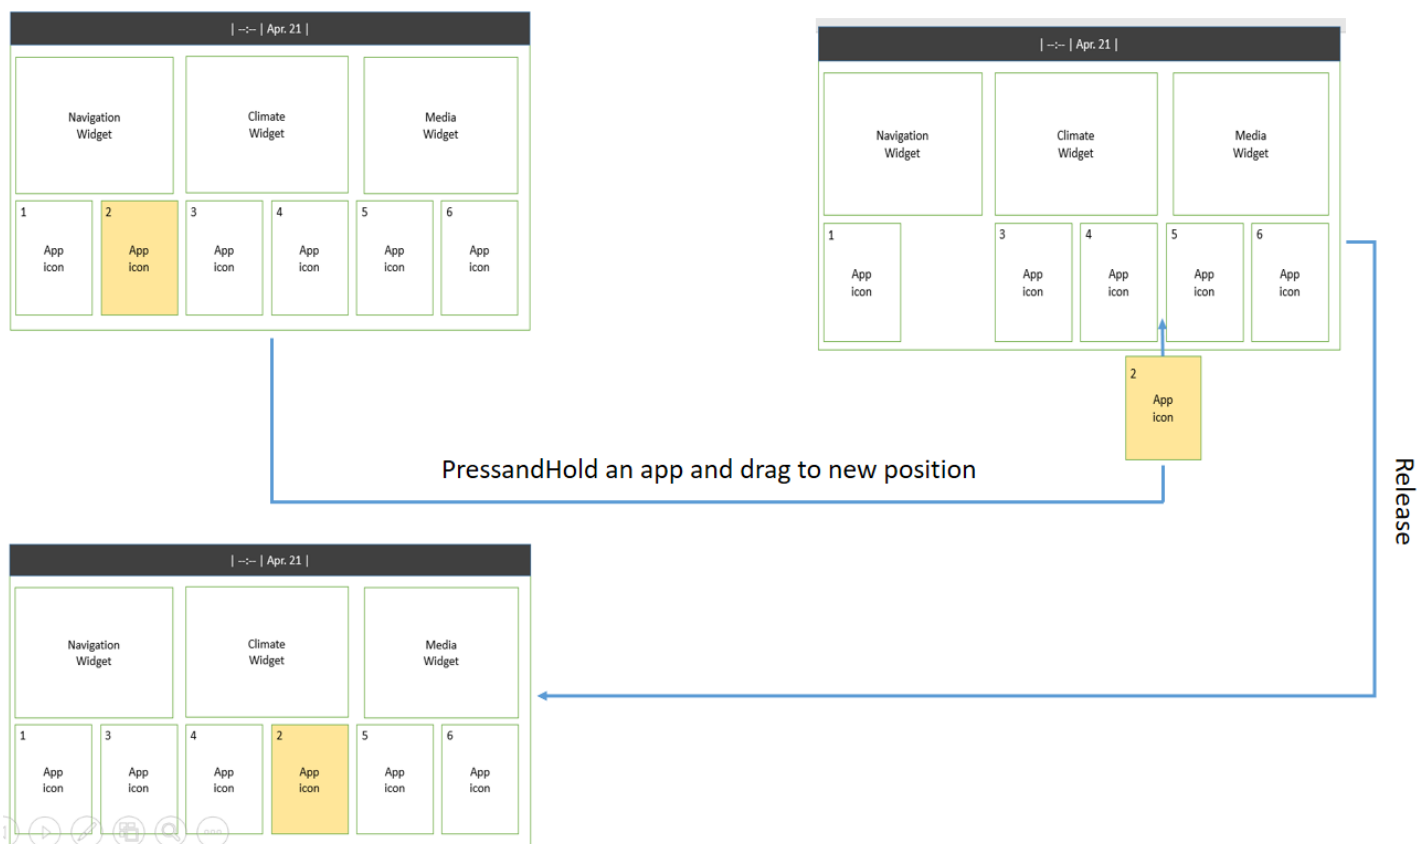 | --:-- | Apr. 21 |
Navigation
Widget
Climate
Widget
Media
Widget
1
App
icon
2
App
icon
3
App
icon
4
App
icon
5
App
icon
6
App
icon
| --:-- | Apr. 21 |
Navigation
Widget
Climate
Widget
Media
Widget
1
App
icon
3
App
icon
4
App
icon
5
App
icon
6
App
icon
2
App
icon
PressandHold an app and drag to new position
Release
| --:-- | Apr. 21 |
Navigation
Widget
Climate
Widget
Media
Widget
1
App
icon
3
App
icon
4
App
icon
2
App
icon
5
App
icon
6
App
icon